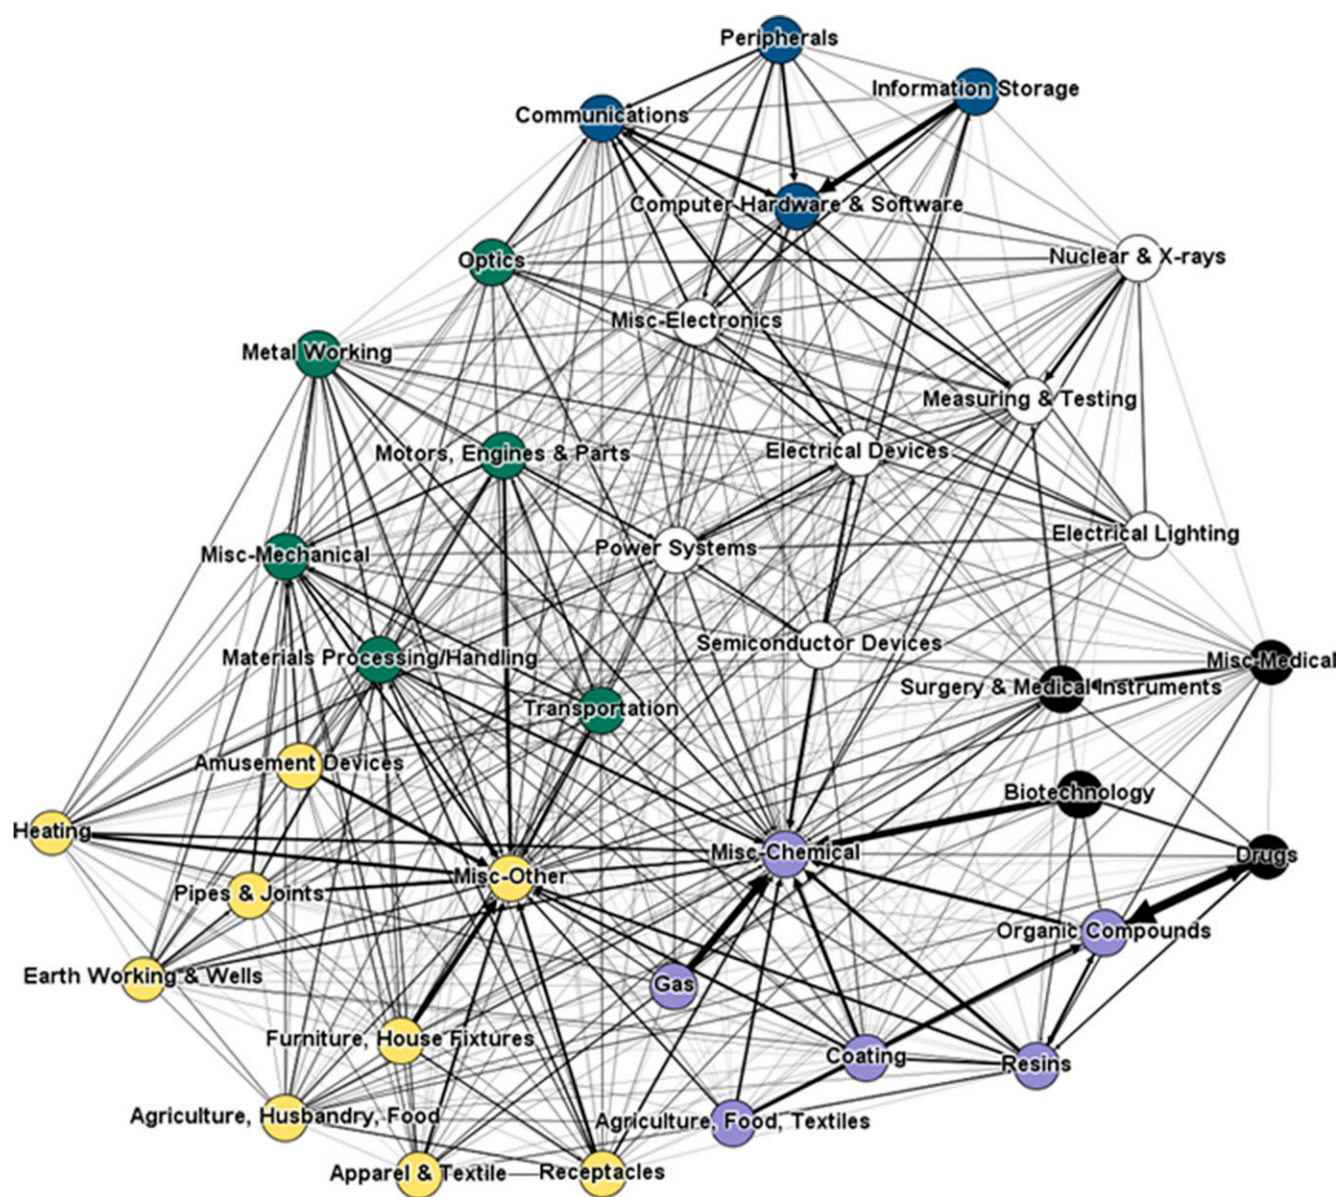 Peripherals
Information Storage
Communications
Computer Hardware & Software
Nuclear & X-rays
Optics
Misc-Electronics
Metal Working
Measuring & Testing
Motors, Engines & Parts
Electrical Devices
Electrical Lighting
Misc-Mechanical
Power Systems
Semiconductor Devices
Materials Processing/Handling
Misc-Medical
Surgery & Medical Instruments
Transportation
Amusement Devices
Biotechnology
Heating
Misc-Chemical
Drugs
Misc-Other
Pipes & Joints
Organic Compounds
Earth Working & Wells
Gas
Furniture, House Fixtures
Coating
Resins
Agriculture, Husbandry, Food
Agriculture, Food, Textiles
Apparel & Textile
Receptacles